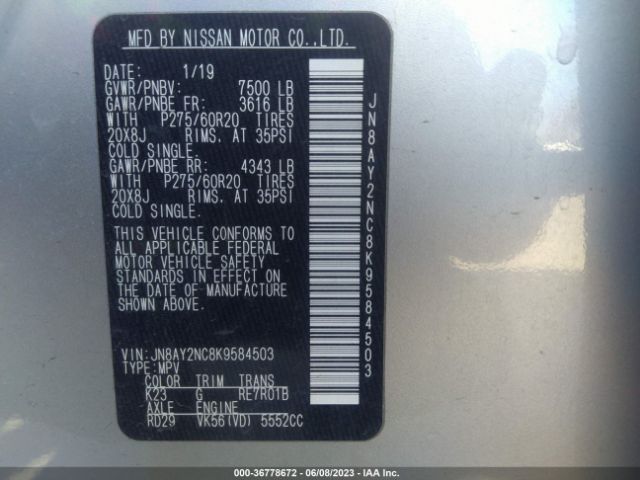 MFD BY NISSAN MOTOR CO.,LTD.
DATE: 1/19
GVWR/PNBV: 7500 LB
GAWR/PNBE FR: 3616 LB
WITH P275/60R20 TIRES
20X8J RIMS. AT 35PSI
COLD SINGLE.
GAWR/PNBE RR: 4343 LB
WITH P275/60R20 TIRES
20X8J RIMS. AT 35PSI
COLD SINGLE.
THIS VEHICLE CONFORMS TO
ALL APPLICABLE FEDERAL
MOTOR VEHICLE SAFETY
STANDARDS IN EFFECT ON
THE DATE OF MANUFACTURE
SHOWN ABOVE.
VIN: JN8AY2NC8K9584503
TYPE: MPV
COLOR TRIM TRANS
K23 G RE7R01B
AXLE ENGINE
RD29 VK56(VD) 5552CC
JN8AY2NC8K9584503
000-36778672 - 06/08/2023 - IAA Inc.